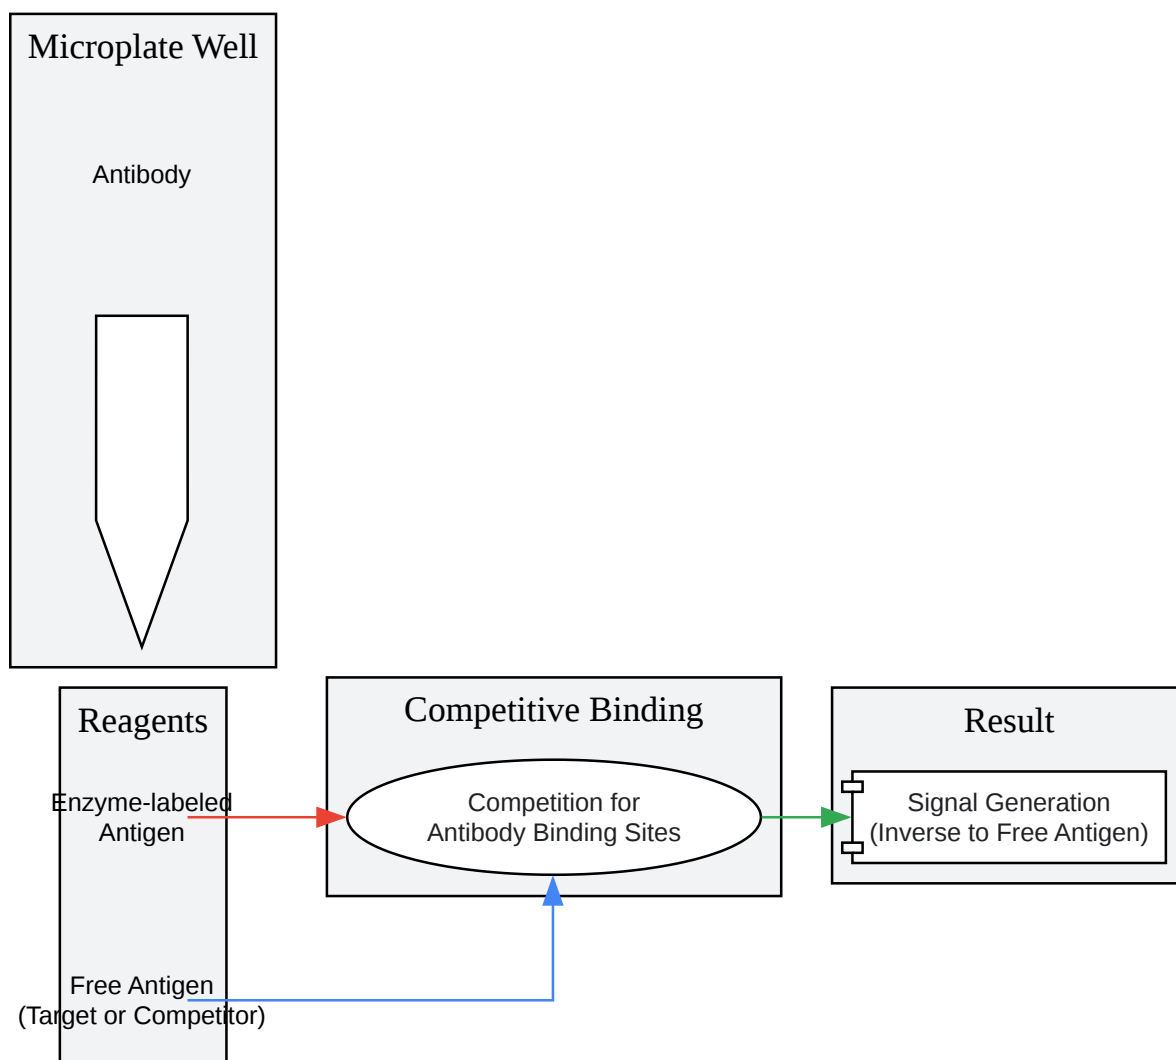 Microplate Well
Antibody
Reagents
Enzyme-labeled
Antigen
Free Antigen
(Target or Competitor)
Competitive Binding
Competition for
Antibody Binding Sites
Result
Signal Generation
(Inverse to Free Antigen)